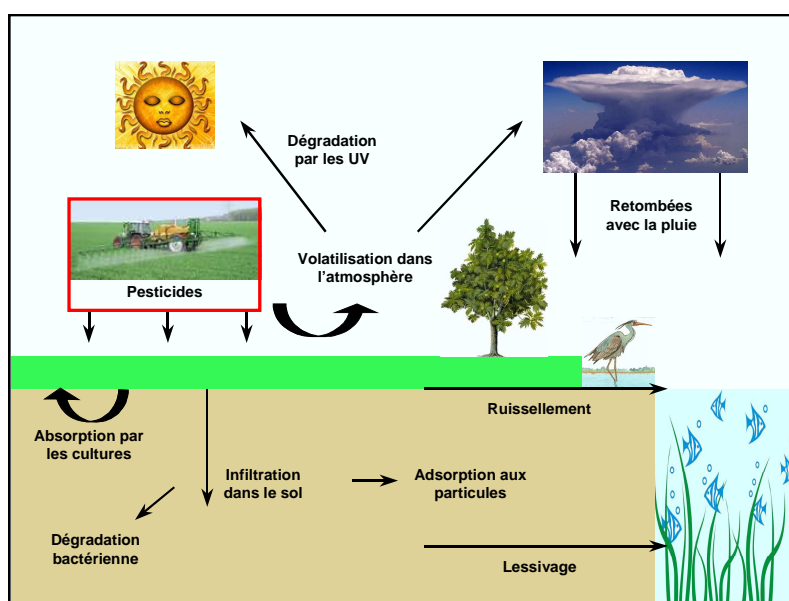 Dégradation
par les UV
Retombées
avec la pluie
Volatilisation dans
l'atmosphère
Pesticides
Ruissellement
Absorption par
les cultures
Infiltration
dans le sol
Adsorption aux
particules
Dégradation
bactérienne
Lessivage